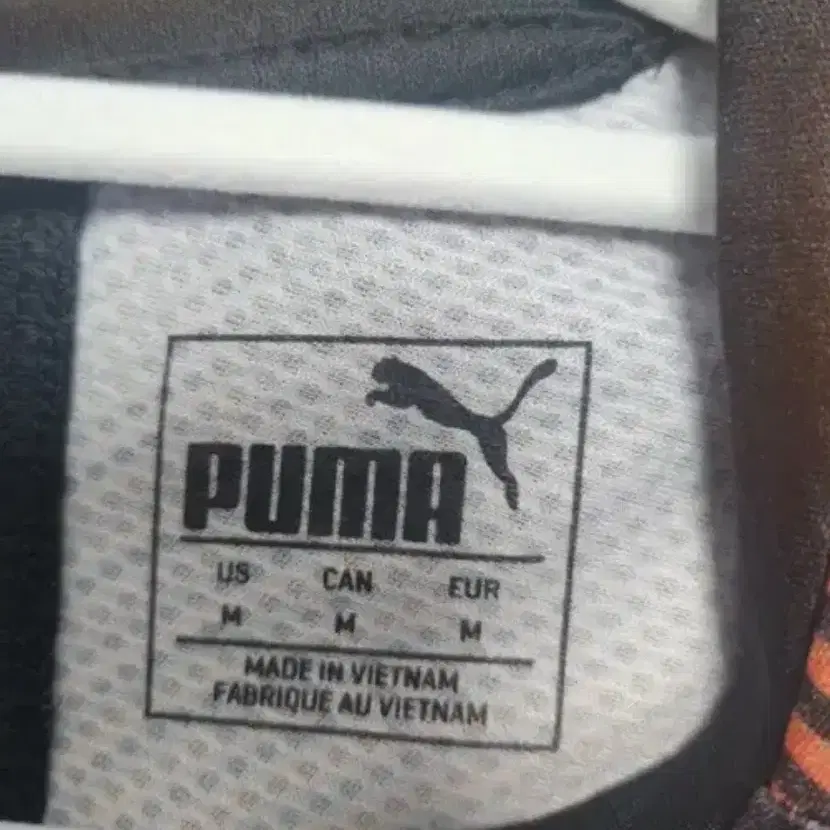 PUMA
US CAN EUR
M M M
MADE IN VIETNAM
FABRIQUE AU VIETNAM